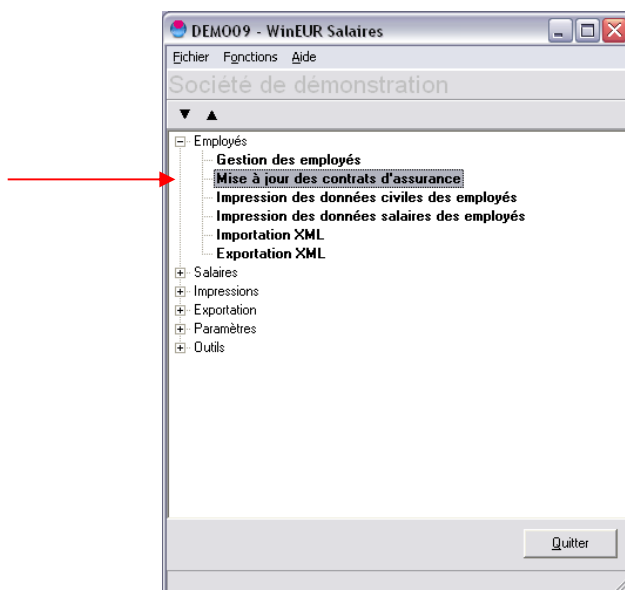 DEMO09 - WinEUR Salaires
Fichier Fonctions Aide
Société de démonstration
Employés
Gestion des employés
Mise à jour des contrats d'assurance
Impression des données civiles des employés
Impression des données salaires des employés
Importation XML
Exportation XML
Salaires
Impressions
Exportation
Paramètres
Outils
Quitter